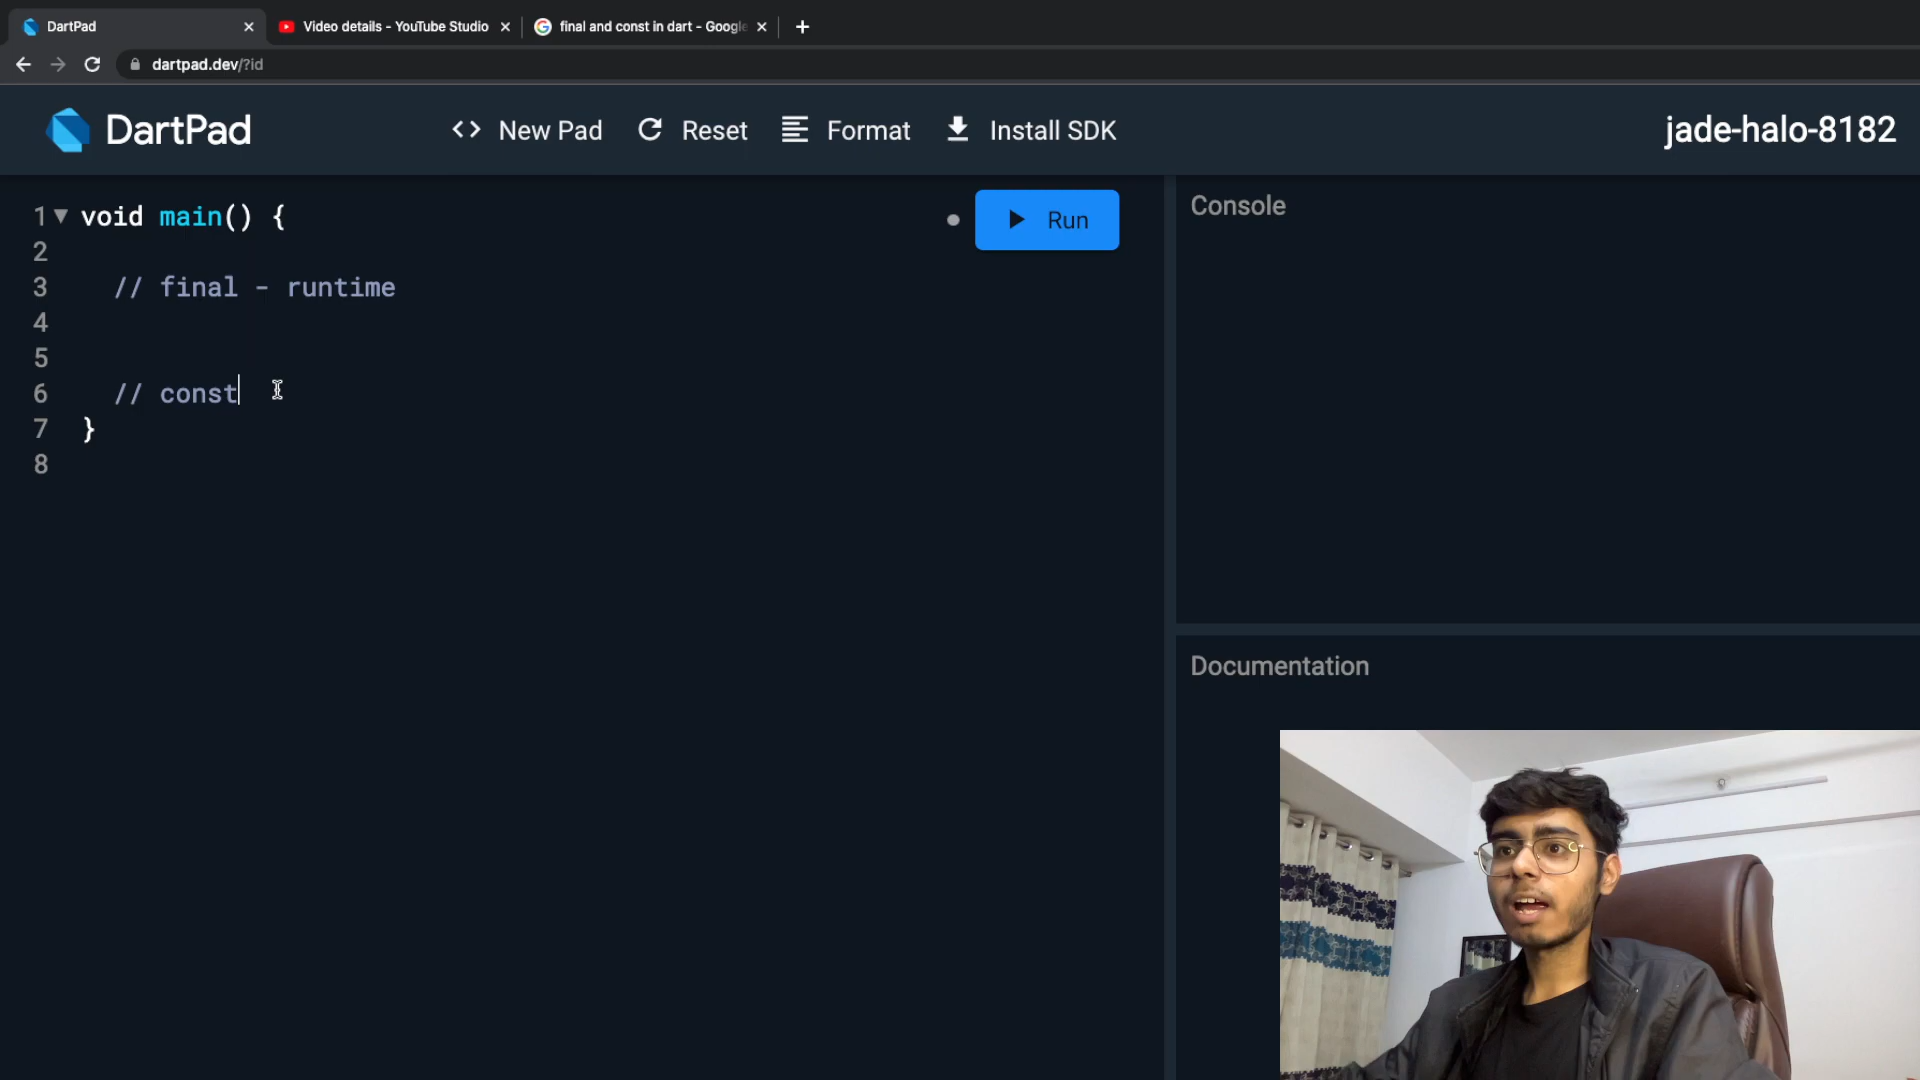 DartPad
Video details - YouTube Studio
final and const in dart - Google
dartpad.dev/?id
DartPad
<> New Pad
Reset
Format
Install SDK
jade-halo-8182
Run
Console
1 void main() {
2
3 // final - runtime
4
5
6 // const
7 }
8
Documentation